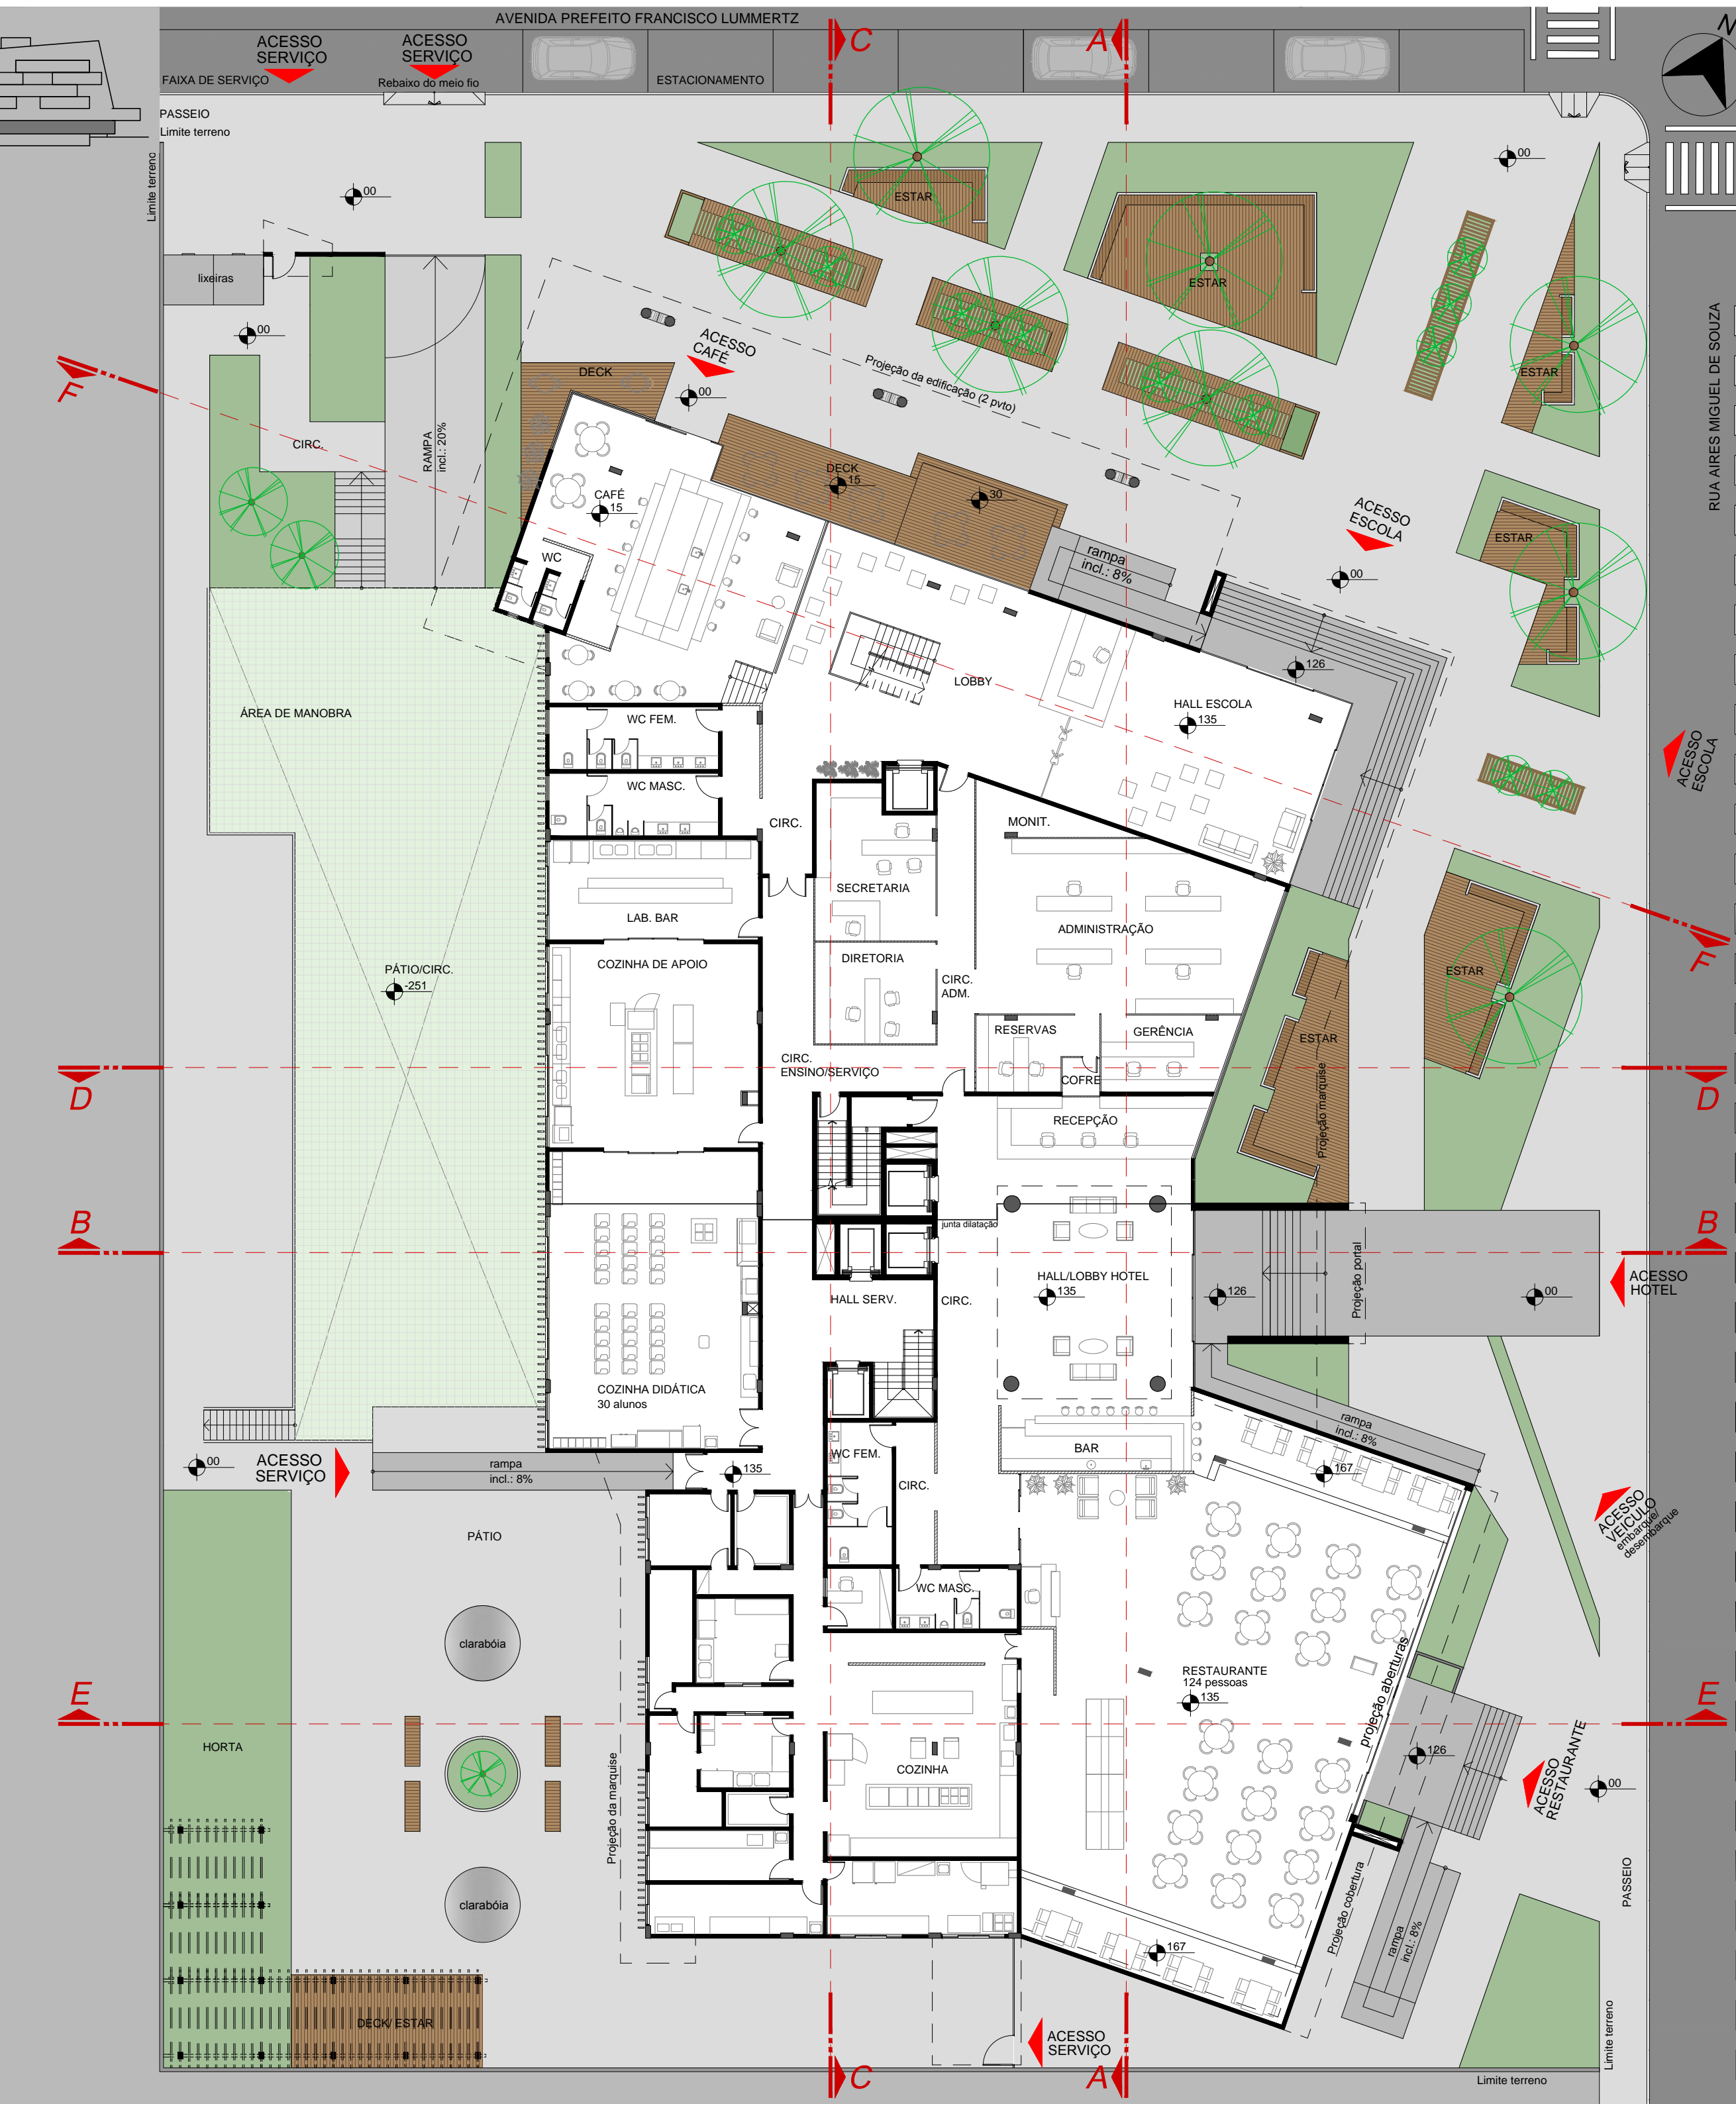 AVENIDA PREFEITO FRANCISCO LUMMERTZ
ACESSO
SERVIÇO
ACESSO
SERVIÇO
C
A
N
FAIXA DE SERVIÇO
Rebaixo do meio fio
ESTACIONAMENTO
PASSEIO
Limite terreno
Limite terreno
00
00
ESTAR
ESTAR
lixeiras
00
ACESSO
CAFÉ
Projeção da edificação (2 pvto)
RUA AIRES MIGUEL DE SOUZA
F
DECK
00
ESTAR
CIRC.
RAMPA
incl.: 20%
DECK
15
30
CAFÉ
15
ACESSO
ESCOLA
ESTAR
WC
rampa
incl.: 8%
00
126
LOBBY
HALL ESCOLA
135
ÁREA DE MANOBRA
WC FEM.
ACESSO
ESCOLA
WC MASC.
CIRC.
MONIT.
SECRETARIA
LAB. BAR
ADMINISTRAÇÃO
COZINHA DE APOIO
DIRETORIA
PÁTIO/CIRC.
-251
CIRC.
ADM.
ESTAR
F
RESERVAS
GERÊNCIA
ESTAR
CIRC.
ENSINO/SERVIÇO
COFRE
D
D
RECEPÇÃO
Projeção marquise
B
junta dilatação
B
HALL/LOBBY HOTEL
135
126
Projeção portal
00
ACESSO
HOTEL
HALL SERV.
CIRC.
COZINHA DIDÁTICA
30 alunos
rampa
incl.: 8%
BAR
00
ACESSO
SERVIÇO
rampa
incl.: 8%
135
WC FEM.
CIRC.
167
ACESSO
VEÍCULO
embarque/
desembarque
PÁTIO
WC MASC.
clarabóia
RESTAURANTE
124 pessoas
135
projeção aberturas
E
E
HORTA
126
ACESSO
RESTAURANTE
00
COZINHA
Projeção da marquise
clarabóia
Projeção cobertura
rampa
incl.: 8%
PASSEIO
167
DECK/ ESTAR
ACESSO
SERVIÇO
Limite terreno
C
A
Limite terreno